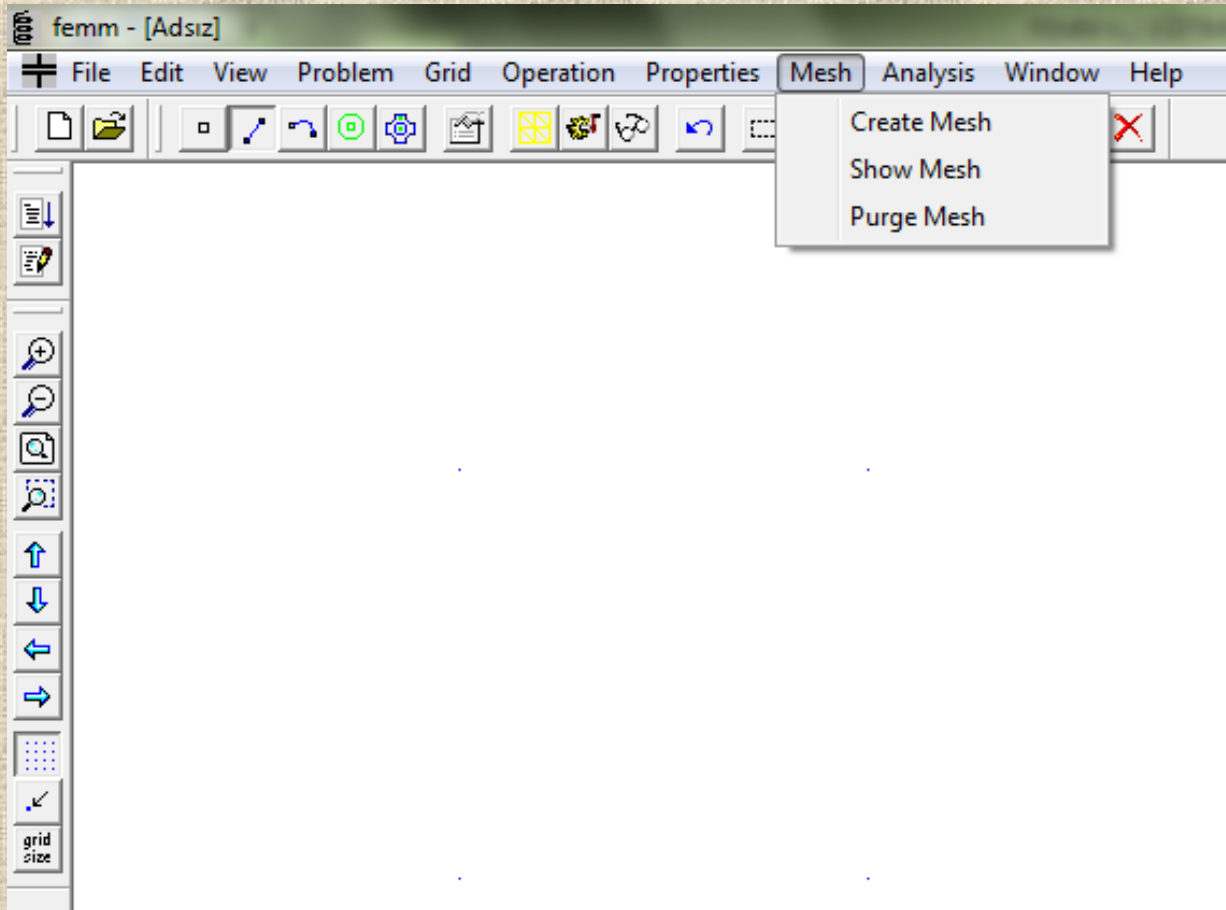 femm - [Adsız]
File Edit View Problem Grid Operation Properties Mesh Analysis Window Help
Create Mesh
Show Mesh
Purge Mesh
grid
size